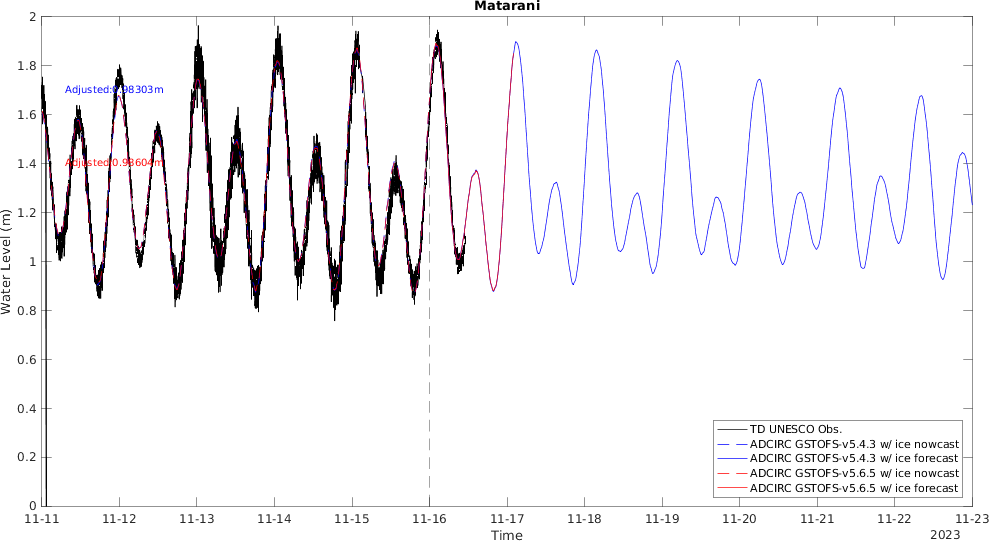 Matarani
2
1.8
1.6
1.4
1.2
1
0.8
0.6
0.4
0.2
0
Water Level (m)
Adjusted:0.98303m
Adjusted:0.93604m
TD UNESCO Obs.
ADCIRC GSTOFS-v5.4.3 w/ ice nowcast
ADCIRC GSTOFS-v5.4.3 w/ ice forecast
ADCIRC GSTOFS-v5.6.5 w/ ice nowcast
ADCIRC GSTOFS-v5.6.5 w/ ice forecast
11-11 11-12 11-13 11-14 11-15 11-16 11-17 11-18 11-19 11-20 11-21 11-22 11-23
Time
2023